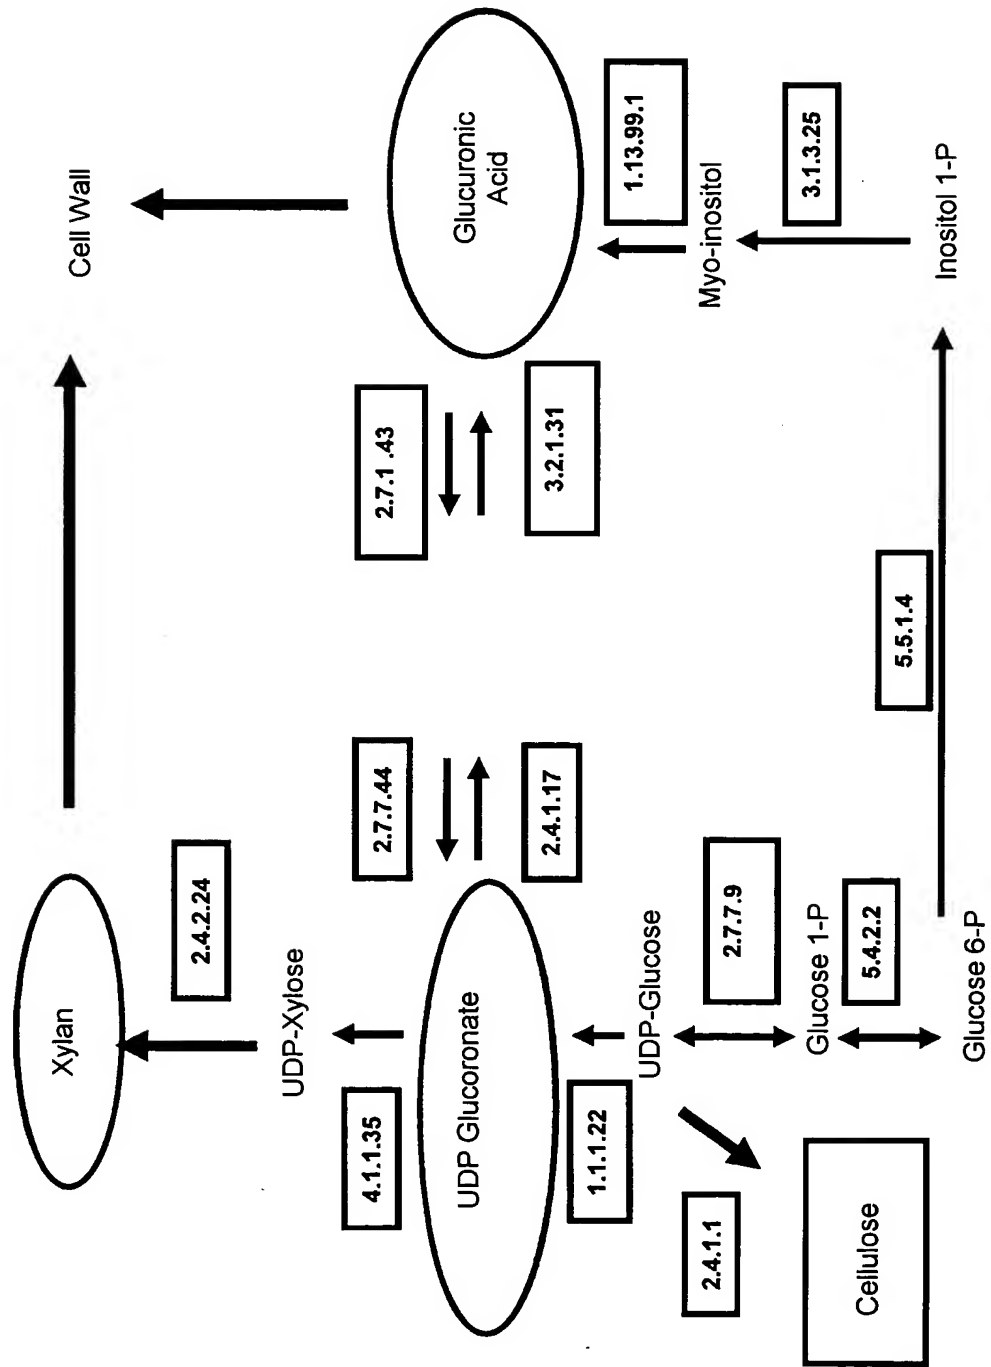 Xylan
2.4.2.24
Cell Wall
UDP-Xylose
4.1.1.35
2.7.7.44
2.7.1 .43
UDP Glucoronate
Glucuronic
Acid
2.4.1.17
3.2.1.31
1.1.1.22
1.13.99.1
UDP-Glucose
Myo-inositol
2.4.1.1
2.7.7.9
3.1.3.25
Glucose 1-P
Cellulose
5.4.2.2
5.5.1.4
Glucose 6-P
Inositol 1-P